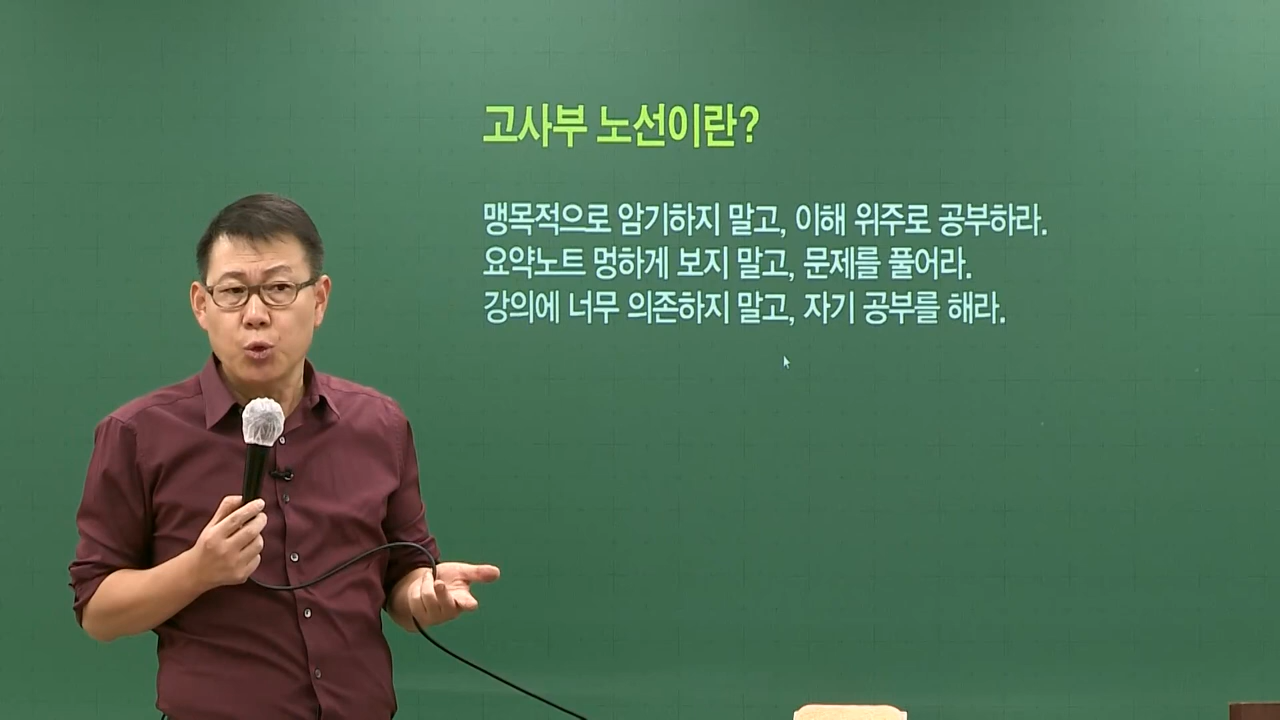 고사부 노선이란?
맹목적으로 암기하지 말고, 이해 위주로 공부하라.
요약노트 멍하게 보지 말고, 문제를 풀어라.
강의에 너무 의존하지 말고, 자기 공부를 해라.